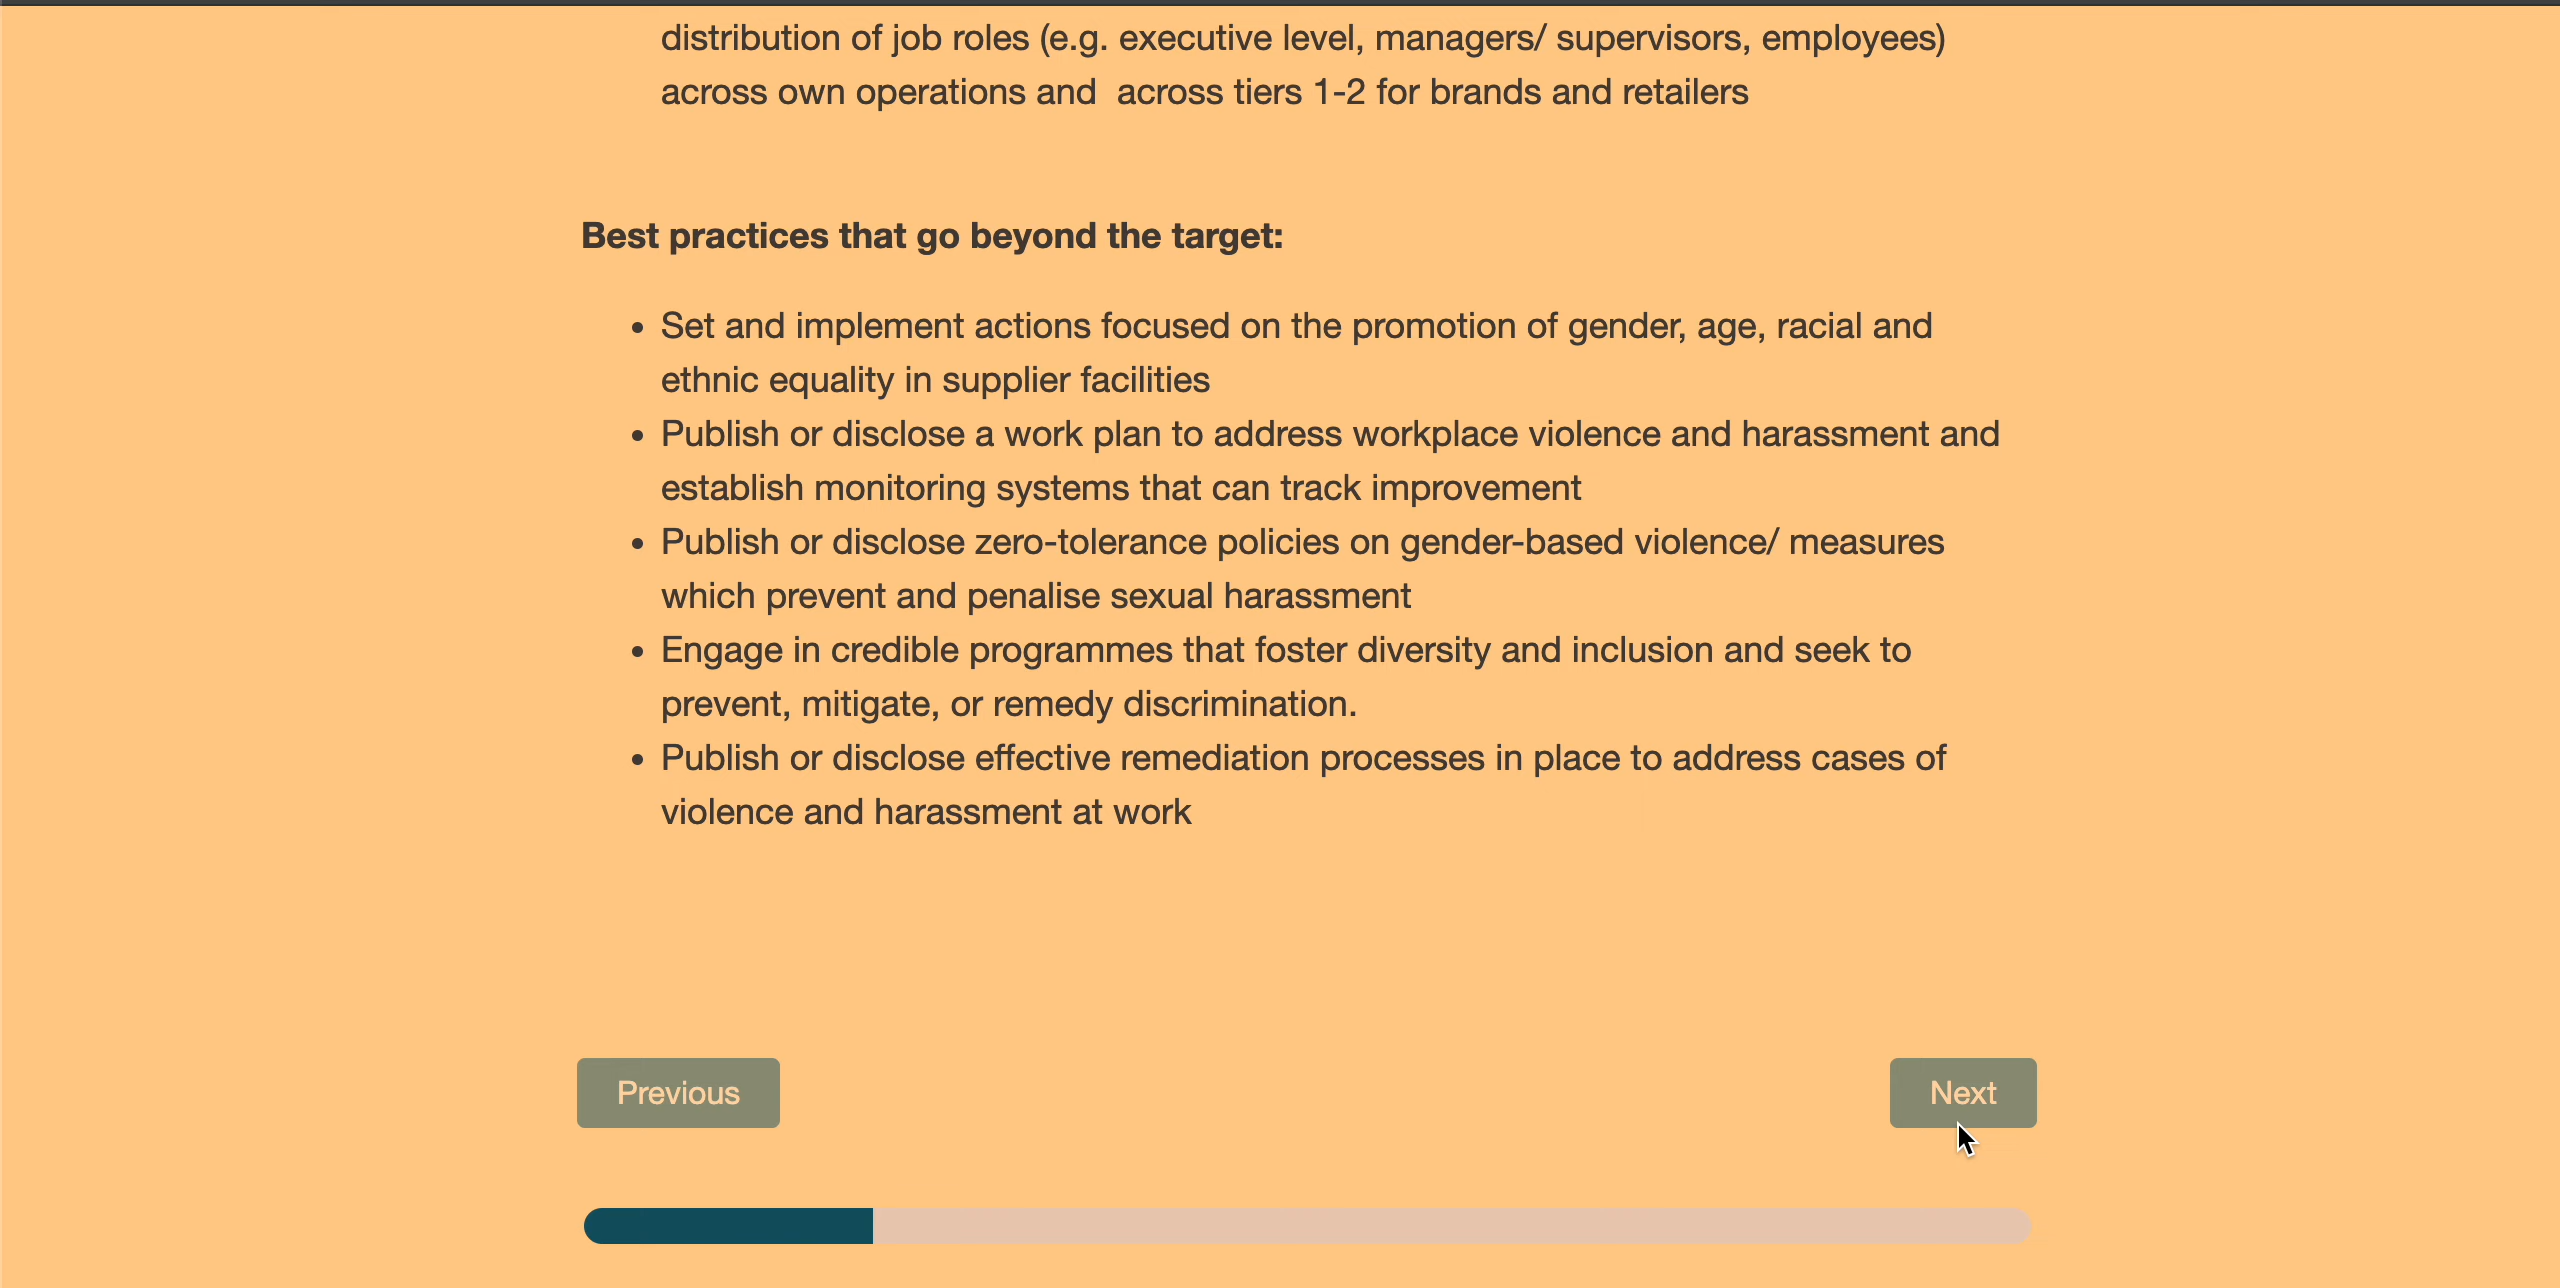 distribution of job roles (e.g. executive level, managers/ supervisors, employees)
across own operations and  across tiers 1-2 for brands and retailers
Best practices that go beyond the target:
• Set and implement actions focused on the promotion of gender, age, racial and
ethnic equality in supplier facilities
• Publish or disclose a work plan to address workplace violence and harassment and
establish monitoring systems that can track improvement
• Publish or disclose zero-tolerance policies on gender-based violence/ measures
which prevent and penalise sexual harassment
• Engage in credible programmes that foster diversity and inclusion and seek to
prevent, mitigate, or remedy discrimination.
• Publish or disclose effective remediation processes in place to address cases of
violence and harassment at work
Previous
Next